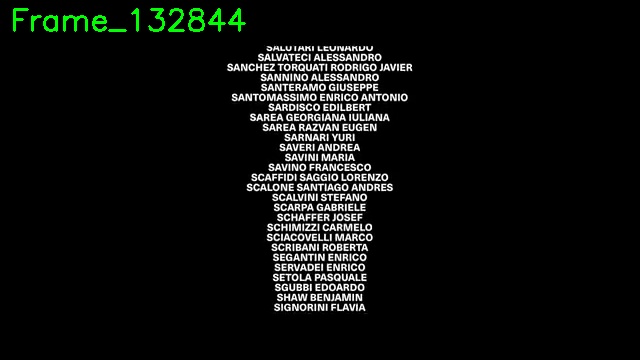 Frame_132844
SALUTARI LEONARDO
SALVATECI ALESSANDRO
SANCHEZ TORQUATI RODRIGO JAVIER
SANNINO ALESSANDRO
SANTERAMO GIUSEPPE
SANTOMASSIMO ENRICO ANTONIO
SARDISCO EDILBERT
SAREA GEORGIANA IULIANA
SAREA RAZVAN EUGEN
SARNARI YURI
SAVERI ANDREA
SAVINI MARIA
SAVINO FRANCESCO
SCAFFIDI SAGGIO LORENZO
SCALONE SANTIAGO ANDRES
SCALVINI STEFANO
SCARPA GABRIELE
SCHAFFER JOSEF
SCHIMIZZI CARMELO
SCIACOVELLI MARCO
SCRIBANI ROBERTA
SEGANTIN ENRICO
SERVADEI ENRICO
SETOLA PASQUALE
SGUBBI EDOARDO
SHAW BENJAMIN
SIGNORINI FLAVIA